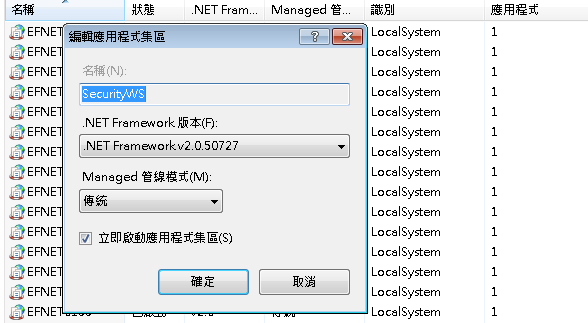 名稱 狀態 .NET Fram... Managed 管... 識別 應用程式
EFNET LocalSystem 1
編輯應用程式集區
EFNET LocalSystem 1
名稱(N):
EFNET LocalSystem 1
SecurityWS
EFNET LocalSystem 1
EFNET LocalSystem 1
.NET Framework 版本(F):
EFNET LocalSystem 1
.NET Framework v2.0.50727
EFNET LocalSystem 1
Managed 管線模式(M):
EFNET LocalSystem 1
傳統
EFNET LocalSystem 1
EFNET LocalSystem 1
立即啟動應用程式集區(S)
EFNET LocalSystem 1
EFNET LocalSystem 1
確定 取消
EFNET LocalSystem 1
EFNET LocalSystem 1
EFNET v2.0 傳統 LocalSystem 1